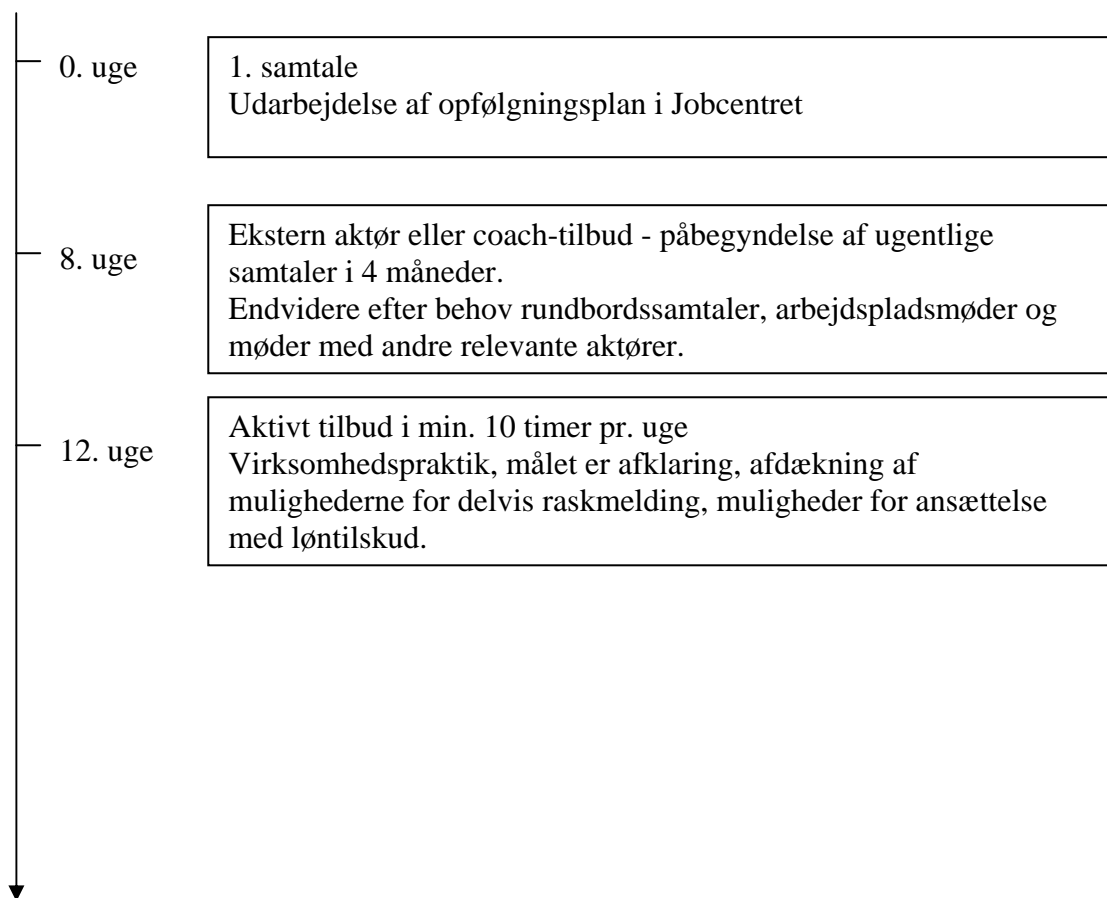 0. uge
1. samtale
Udarbejdelse af opfølgningsplan i Jobcentret
8. uge
Ekstern aktør eller coach-tilbud - påbegyndelse af ugentlige
samtaler i 4 måneder.
Endvidere efter behov rundbordssamtaler, arbejdspladsmøder og
møder med andre relevante aktører.
12. uge
Aktivt tilbud i min. 10 timer pr. uge
Virksomhedspraktik, målet er afklaring, afdækning af
mulighederne for delvis raskmelding, muligheder for ansættelse
med løntilskud.